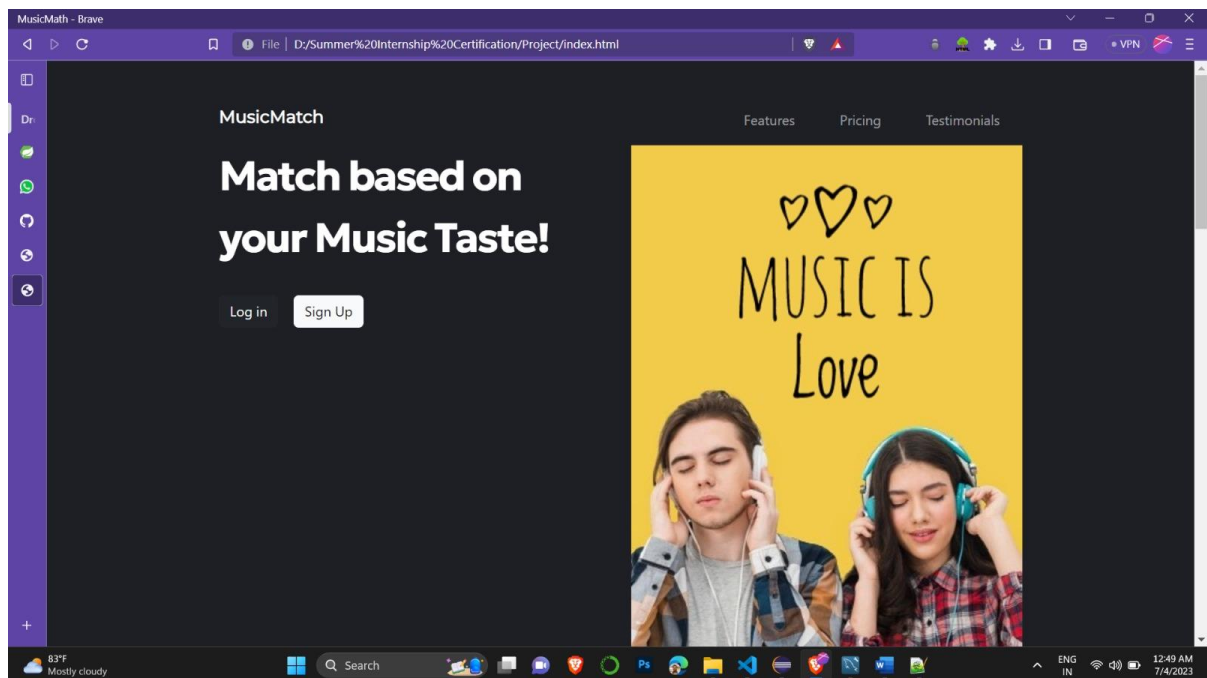 MusicMath - Brave
File | D:/Summer%20Internship%20Certification/Project/index.html
VPN
Dr
MusicMatch
Features Pricing Testimonials
Match based on
your Music Taste!
Log in Sign Up
MUSIC IS
Love
83°F
Mostly cloudy
Search
Ps
ENG
IN
12:49 AM
7/4/2023